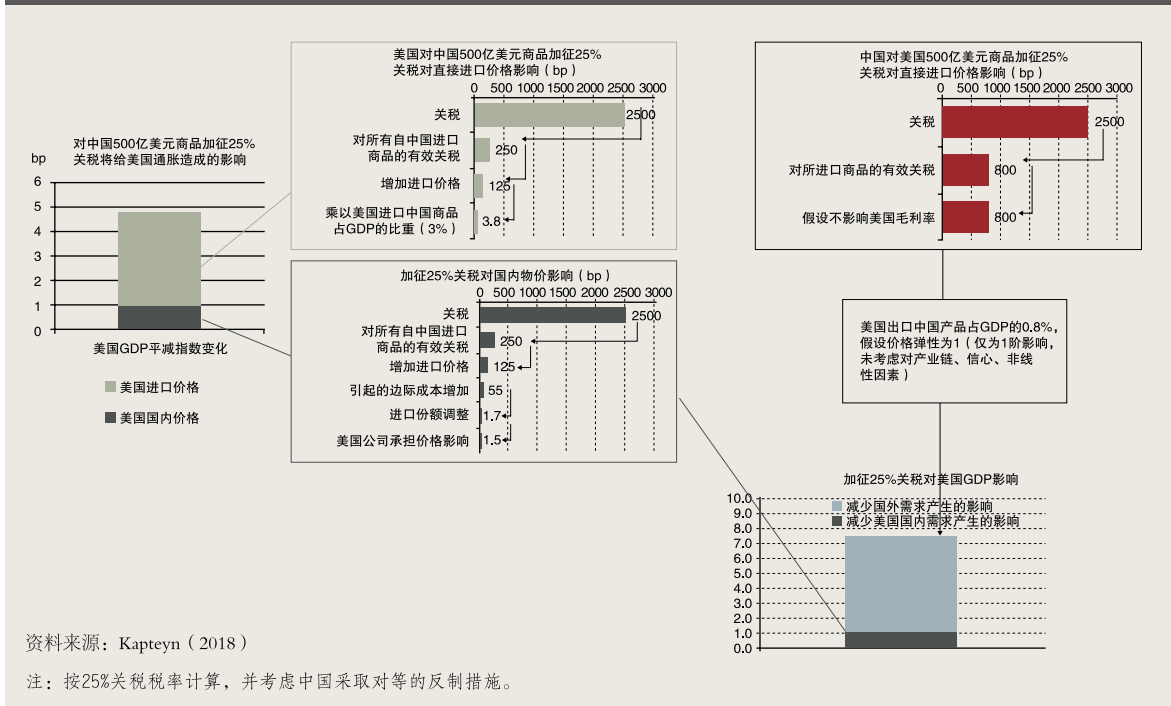 对中国500亿美元商品加征25%
关税将给美国通胀造成的影响
bp
6
5
4
3
2
1
0
美国GDP平减指数变化
美国进口价格
美国国内价格
美国对中国500亿美元商品加征25%
关税对直接进口价格影响（bp）
0 500 1000 1500 2000 2500 3000
关税 2500
对所有自中国进口
商品的有效关税 250
增加进口价格 125
乘以美国进口中国商品
占GDP的比重（3%） 3.8
加征25%关税对国内物价影响（bp）
0 500 1000 1500 2000 2500 3000
关税 2500
对所有自中国进口
商品的有效关税 250
增加进口价格 125
引起的边际成本增加 55
进口份额调整 1.7
美国公司承担价格影响 1.5
中国对美国500亿美元商品加征25%
关税对直接进口价格影响（bp）
0 500 1000 1500 2000 2500 3000
关税 2500
对所进口商品的有效关税 800
假设不影响美国毛利率 800
美国出口中国产品占GDP的0.8%，
假设价格弹性为1（仅为1阶影响，
未考虑对产业链、信心、非线
性因素）
加征25%关税对美国GDP影响
10.0
9.0
8.0
7.0
6.0
5.0
4.0
3.0
2.0
1.0
0.0
减少国外需求产生的影响
减少美国国内需求产生的影响
资料来源：Kapteyn（2018）
注：按25%关税税率计算，并考虑中国采取对等的反制措施。